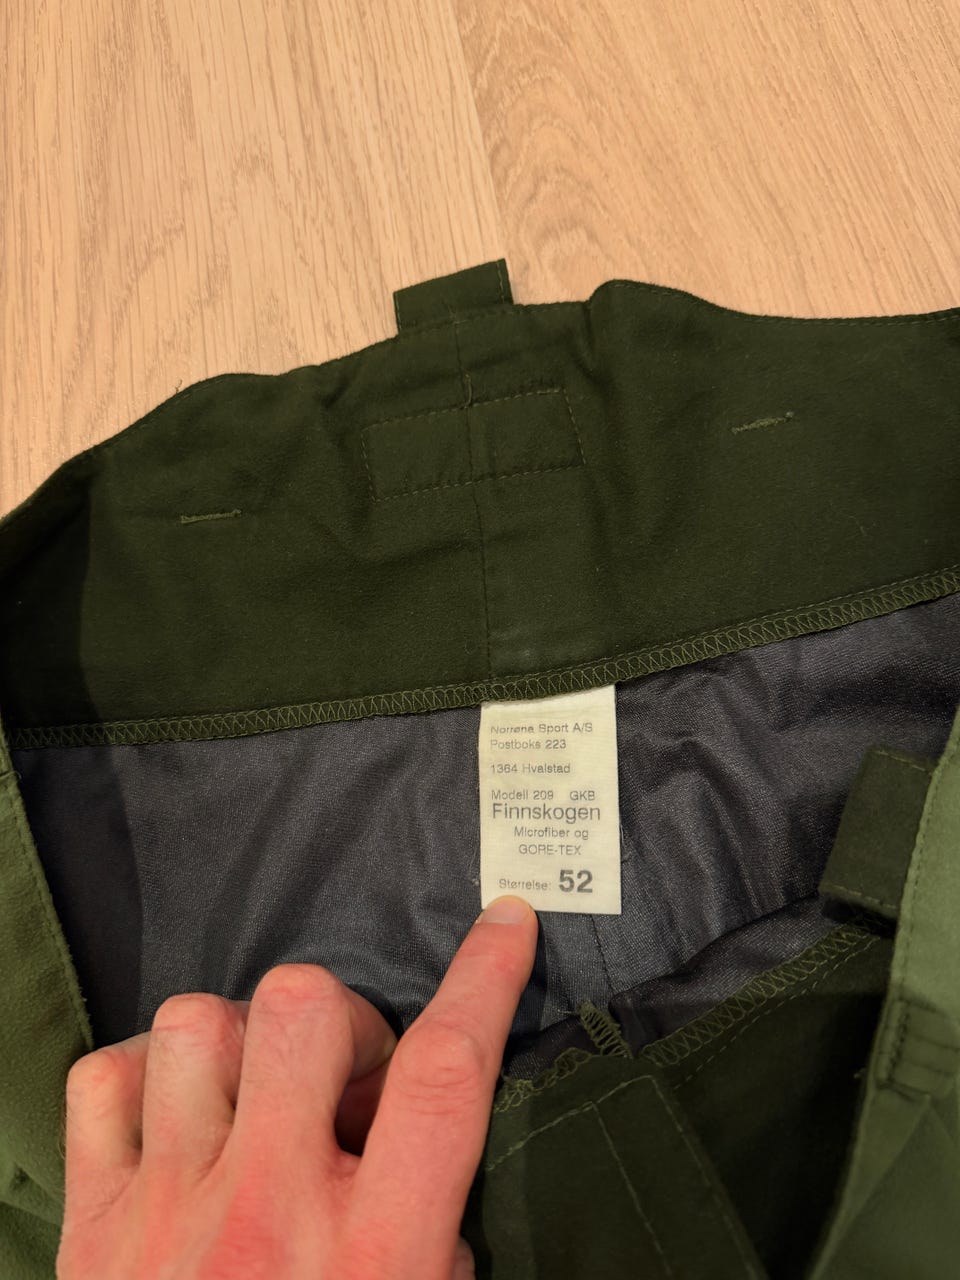 Norrøna Sport A/S
Postboks 223
1364 Hvalstad
Modell 209 GKB
Finnskogen
Microfiber og
GORE-TEX
Størrelse: 52